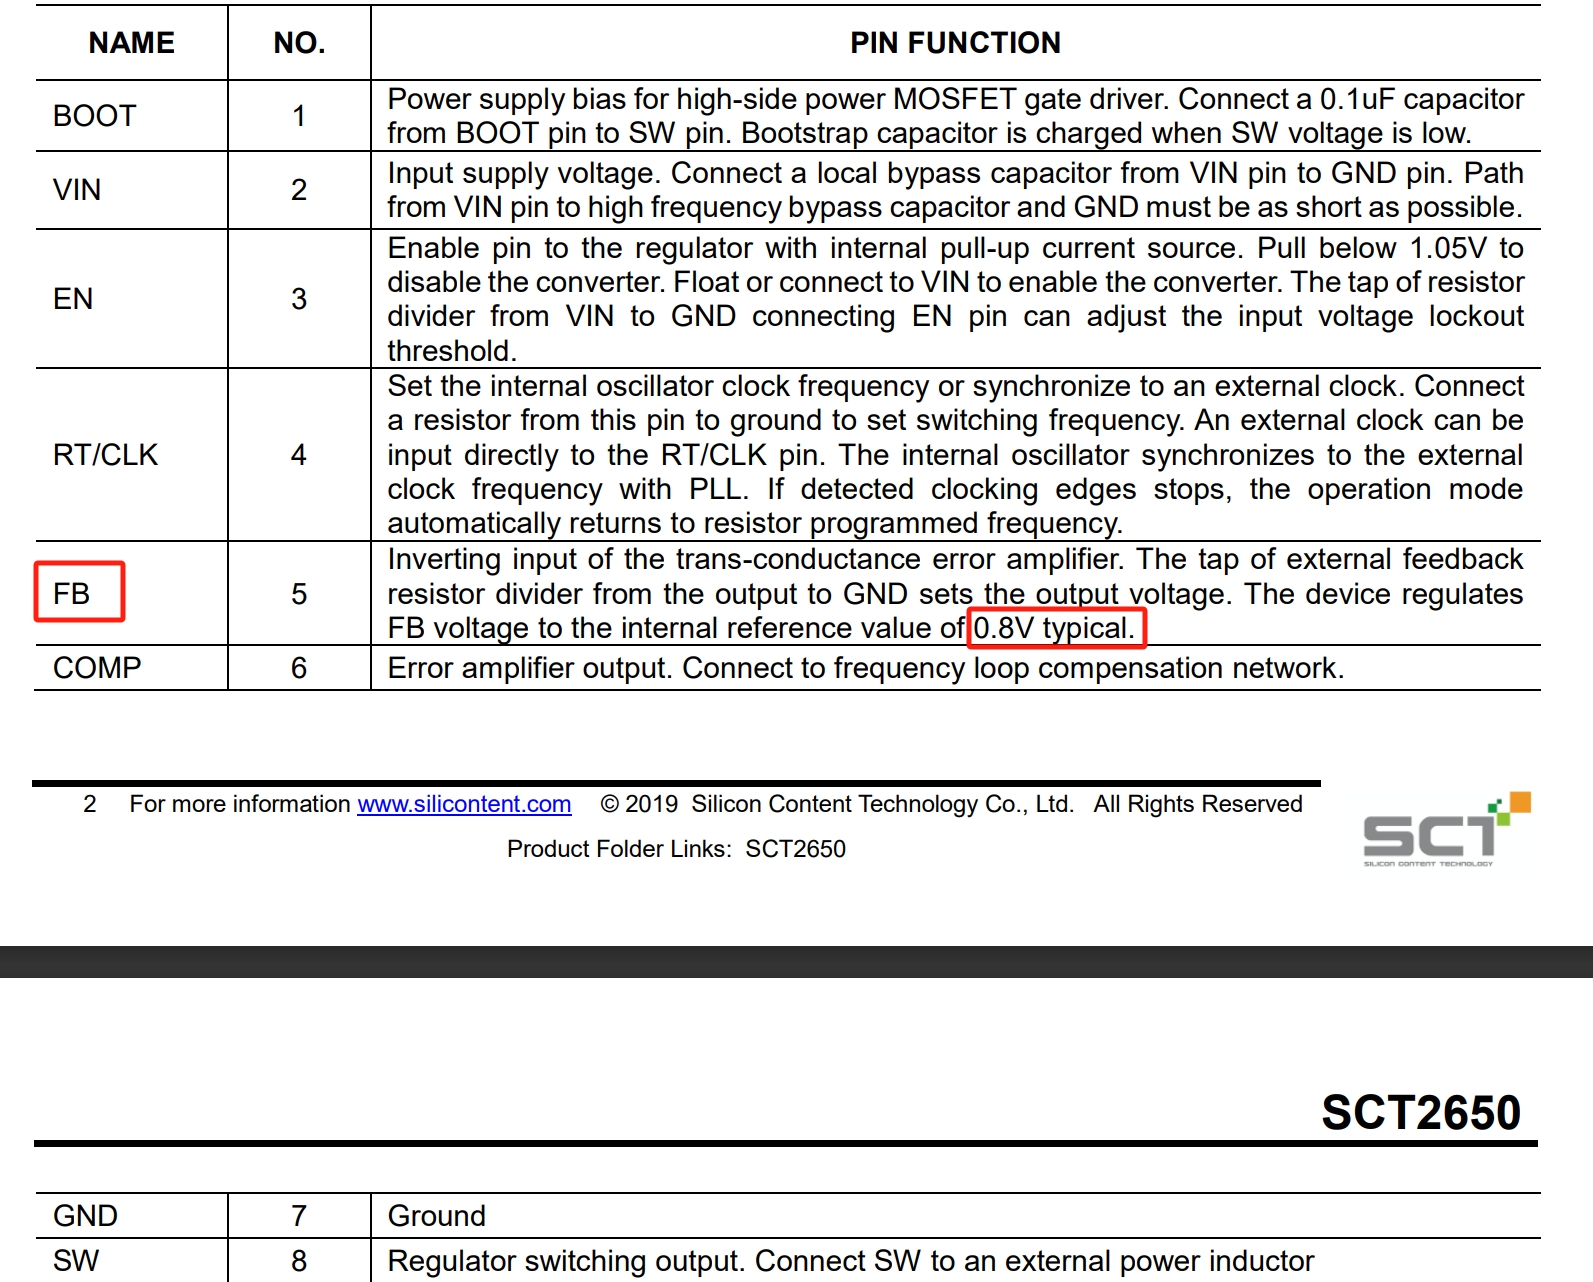 NAME NO. PIN FUNCTION
BOOT 1 Power supply bias for high-side power MOSFET gate driver. Connect a 0.1uF capacitor
from BOOT pin to SW pin. Bootstrap capacitor is charged when SW voltage is low.
VIN 2 Input supply voltage. Connect a local bypass capacitor from VIN pin to GND pin. Path
from VIN pin to high frequency bypass capacitor and GND must be as short as possible.
EN 3 Enable pin to the regulator with internal pull-up current source. Pull below 1.05V to
disable the converter. Float or connect to VIN to enable the converter. The tap of resistor
divider from VIN to GND connecting EN pin can adjust the input voltage lockout
threshold.
RT/CLK 4 Set the internal oscillator clock frequency or synchronize to an external clock. Connect
a resistor from this pin to ground to set switching frequency. An external clock can be
input directly to the RT/CLK pin. The internal oscillator synchronizes to the external
clock frequency with PLL. If detected clocking edges stops, the operation mode
automatically returns to resistor programmed frequency.
FB 5 Inverting input of the trans-conductance error amplifier. The tap of external feedback
resistor divider from the output to GND sets the output voltage. The device regulates
FB voltage to the internal reference value of 0.8V typical.
COMP 6 Error amplifier output. Connect to frequency loop compensation network.
2 For more information www.silicontent.com © 2019 Silicon Content Technology Co., Ltd. All Rights Reserved
Product Folder Links: SCT2650
SCT
SILICON CONTENT TECHNOLOGY
SCT2650
GND 7 Ground
SW 8 Regulator switching output. Connect SW to an external power inductor